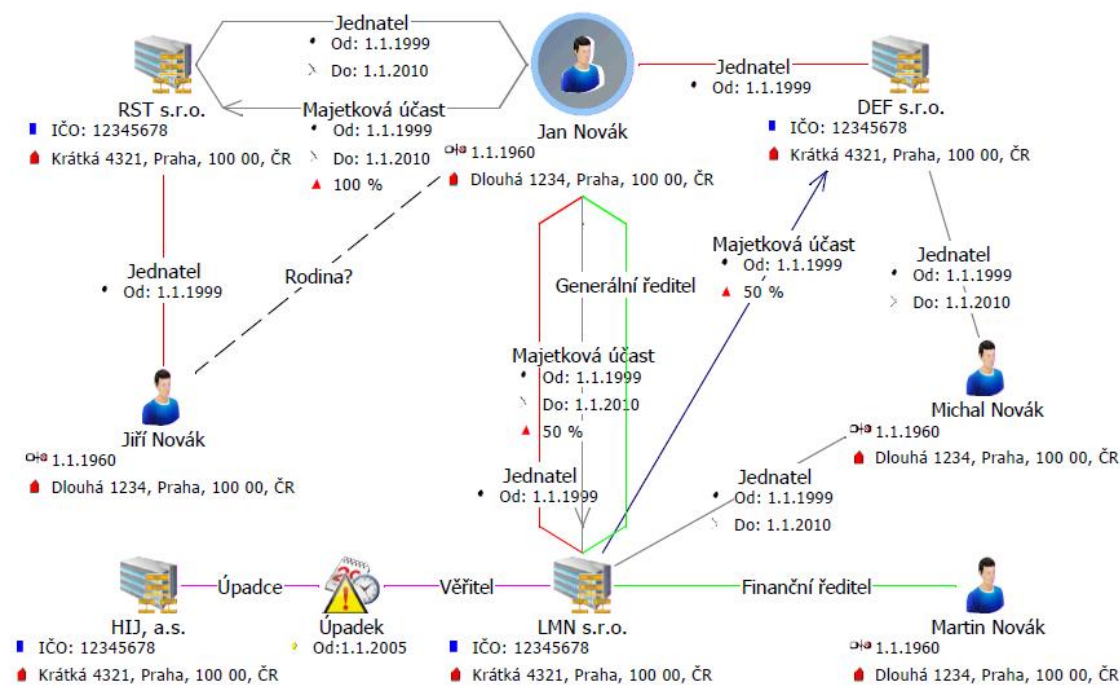 Jednatel
Od: 1.1.1999
Do: 1.1.2010
RST s.r.o.
IČO: 12345678
Krátká 4321, Praha, 100 00, ČR
Majetková účast
Od: 1.1.1999
Do: 1.1.2010
100 %
Jan Novák
1.1.1960
Dlouhá 1234, Praha, 100 00, ČR
Jednatel
Od: 1.1.1999
DEF s.r.o.
IČO: 12345678
Krátká 4321, Praha, 100 00, ČR
Jednatel
Od: 1.1.1999
Rodina?
Generální ředitel
Majetková účast
Od: 1.1.1999
50 %
Jednatel
Od: 1.1.1999
Do: 1.1.2010
Majetková účast
Od: 1.1.1999
Do: 1.1.2010
50 %
Jiří Novák
1.1.1960
Dlouhá 1234, Praha, 100 00, ČR
Michal Novák
1.1.1960
Dlouhá 1234, Praha, 100 00, ČR
Jednatel
Od: 1.1.1999
Jednatel
Od: 1.1.1999
Do: 1.1.2010
Úpadce
Věřitel
Finanční ředitel
HIJ, a.s.
IČO: 12345678
Krátká 4321, Praha, 100 00, ČR
Úpadek
Od:1.1.2005
LMN s.r.o.
IČO: 12345678
Krátká 4321, Praha, 100 00, ČR
Martin Novák
1.1.1960
Dlouhá 1234, Praha, 100 00, ČR